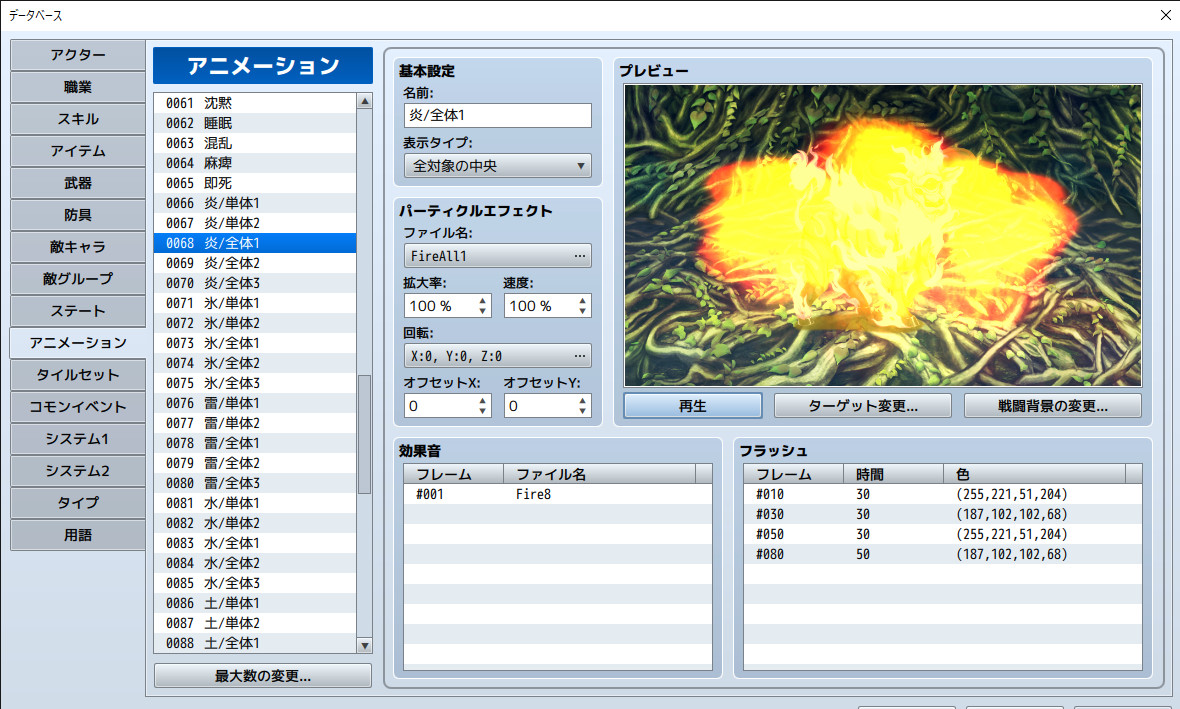 データベース
アクター
職業
スキル
アイテム
武器
防具
敵キャラ
敵グループ
ステート
アニメーション
タイルセット
コモンイベント
システム1
システム2
タイプ
用語
アニメーション
0061 沈黙
0062 睡眠
0063 混乱
0064 麻痺
0065 即死
0066 炎/単体1
0067 炎/単体2
0068 炎/全体1
0069 炎/全体2
0070 炎/全体3
0071 氷/単体1
0072 氷/単体2
0073 氷/全体1
0074 氷/全体2
0075 氷/全体3
0076 雷/単体1
0077 雷/単体2
0078 雷/全体1
0079 雷/全体2
0080 雷/全体3
0081 水/単体1
0082 水/単体2
0083 水/全体1
0084 水/全体2
0085 水/全体3
0086 土/単体1
0087 土/単体2
0088 土/全体1
最大数の変更...
基本設定
名前:
炎/全体1
表示タイプ:
全対象の中央
パーティクルエフェクト
ファイル名:
FireAll1 ...
拡大率: 速度:
100 % 100 %
回転:
X:0, Y:0, Z:0 ...
オフセットX: オフセットY:
0 0
プレビュー
再生 ターゲット変更... 戦闘背景の変更...
効果音
フレーム ファイル名
#001 Fire8
フラッシュ
フレーム 時間 色
#010 30 (255,221,51,204)
#030 30 (187,102,102,68)
#050 30 (255,221,51,204)
#080 50 (187,102,102,68)